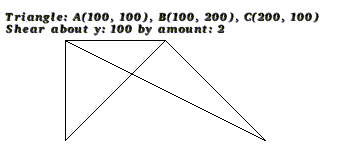 Triangle: A(100, 100), B(100, 200), C(200, 100)
Shear about y: 100 by amount: 2